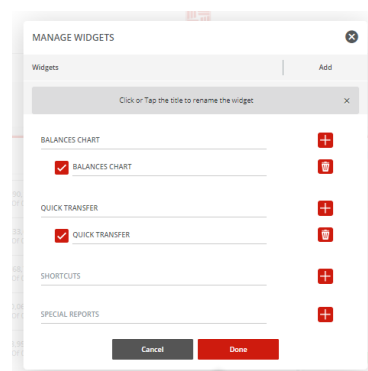 MANAGE WIDGETS
Widgets Add
Click or Tap the title to rename the widget
BALANCES CHART
BALANCES CHART
QUICK TRANSFER
QUICK TRANSFER
SHORTCUTS
SPECIAL REPORTS
Cancel Done